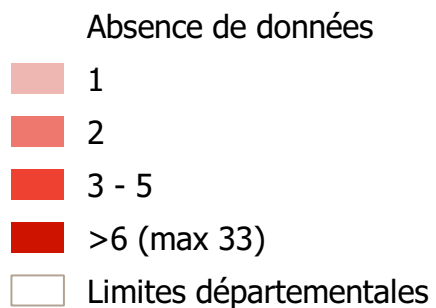 Absence de données
1
2
3 - 5
>6 (max 33)
Limites départementales